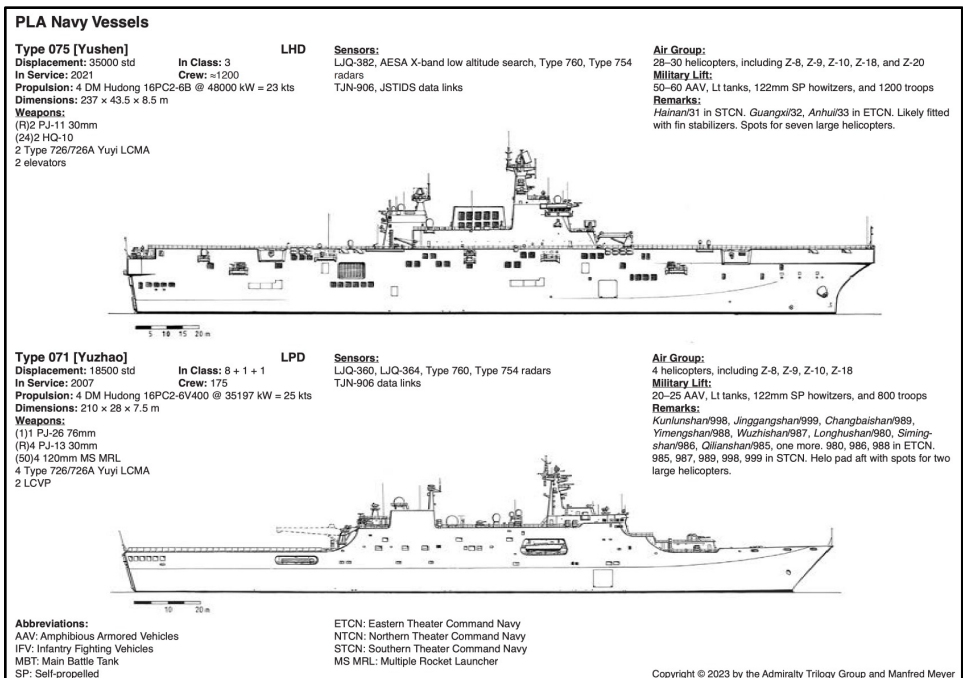 PLA Navy Vessels
Type 075 [Yushen] LHD
Displacement: 35000 std In Class: 3
In Service: 2021 Crew: ≈1200
Propulsion: 4 DM Hudong 16PC2-6B @ 48000 kW = 23 kts
Dimensions: 237 × 43.5 × 8.5 m
Weapons:
(R)2 PJ-11 30mm
(24)2 HQ-10
2 Type 726/726A Yuyi LCMA
2 elevators
Sensors:
LJQ-382, AESA X-band low altitude search, Type 760, Type 754
radars
TJN-906, JSTIDS data links
Air Group:
28–30 helicopters, including Z-8, Z-9, Z-10, Z-18, and Z-20
Military Lift:
50–60 AAV, Lt tanks, 122mm SP howitzers, and 1200 troops
Remarks:
Hainan/31 in STCN. Guangxi/32, Anhui/33 in ETCN. Likely fitted
with fin stabilizers. Spots for seven large helicopters.
5 10 15 20 m
Type 071 [Yuzhao] LPD
Displacement: 18500 std In Class: 8 + 1 + 1
In Service: 2007 Crew: 175
Propulsion: 4 DM Hudong 16PC2-6V400 @ 35197 kW = 25 kts
Dimensions: 210 × 28 × 7.5 m
Weapons:
(1)1 PJ-26 76mm
(R)4 PJ-13 30mm
(50)4 120mm MS MRL
4 Type 726/726A Yuyi LCMA
2 LCVP
Sensors:
LJQ-360, LJQ-364, Type 760, Type 754 radars
TJN-906 data links
Air Group:
4 helicopters, including Z-8, Z-9, Z-10, Z-18
Military Lift:
20–25 AAV, Lt tanks, 122mm SP howitzers, and 800 troops
Remarks:
Kunlunshan/998, Jinggangshan/999, Changbaishan/989,
Yimengshan/988, Wuzhishan/987, Longhushan/980, Siming-
shan/986, Qilianshan/985, one more. 980, 986, 988 in ETCN.
985, 987, 989, 998, 999 in STCN. Helo pad aft with spots for two
large helicopters.
10 20 m
Abbreviations:
AAV: Amphibious Armored Vehicles
IFV: Infantry Fighting Vehicles
MBT: Main Battle Tank
SP: Self-propelled
ETCN: Eastern Theater Command Navy
NTCN: Northern Theater Command Navy
STCN: Southern Theater Command Navy
MS MRL: Multiple Rocket Launcher
Copyright © 2023 by the Admiralty Trilogy Group and Manfred Meyer